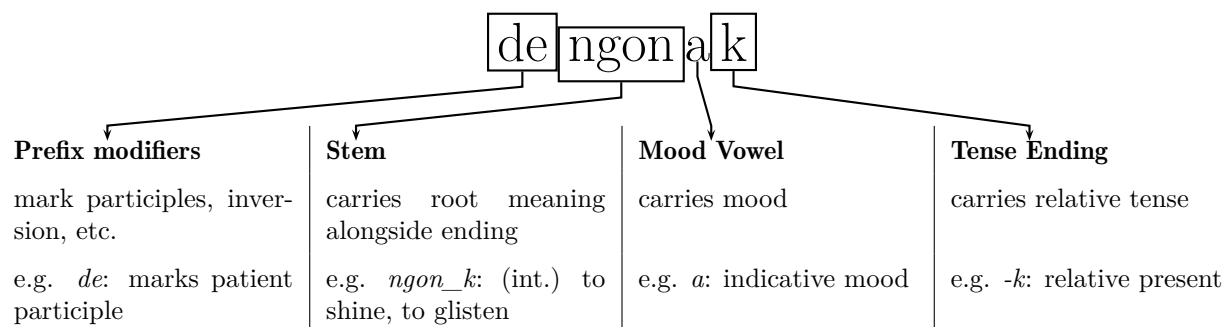 de ngon a k
Prefix modifiers
mark participles, inver-
sion, etc.
e.g. de: marks patient
participle
Stem
carries root meaning
alongside ending
e.g. ngon_k: (int.) to
shine, to glisten
Mood Vowel
carries mood
e.g. a: indicative mood
Tense Ending
carries relative tense
e.g. -k: relative present